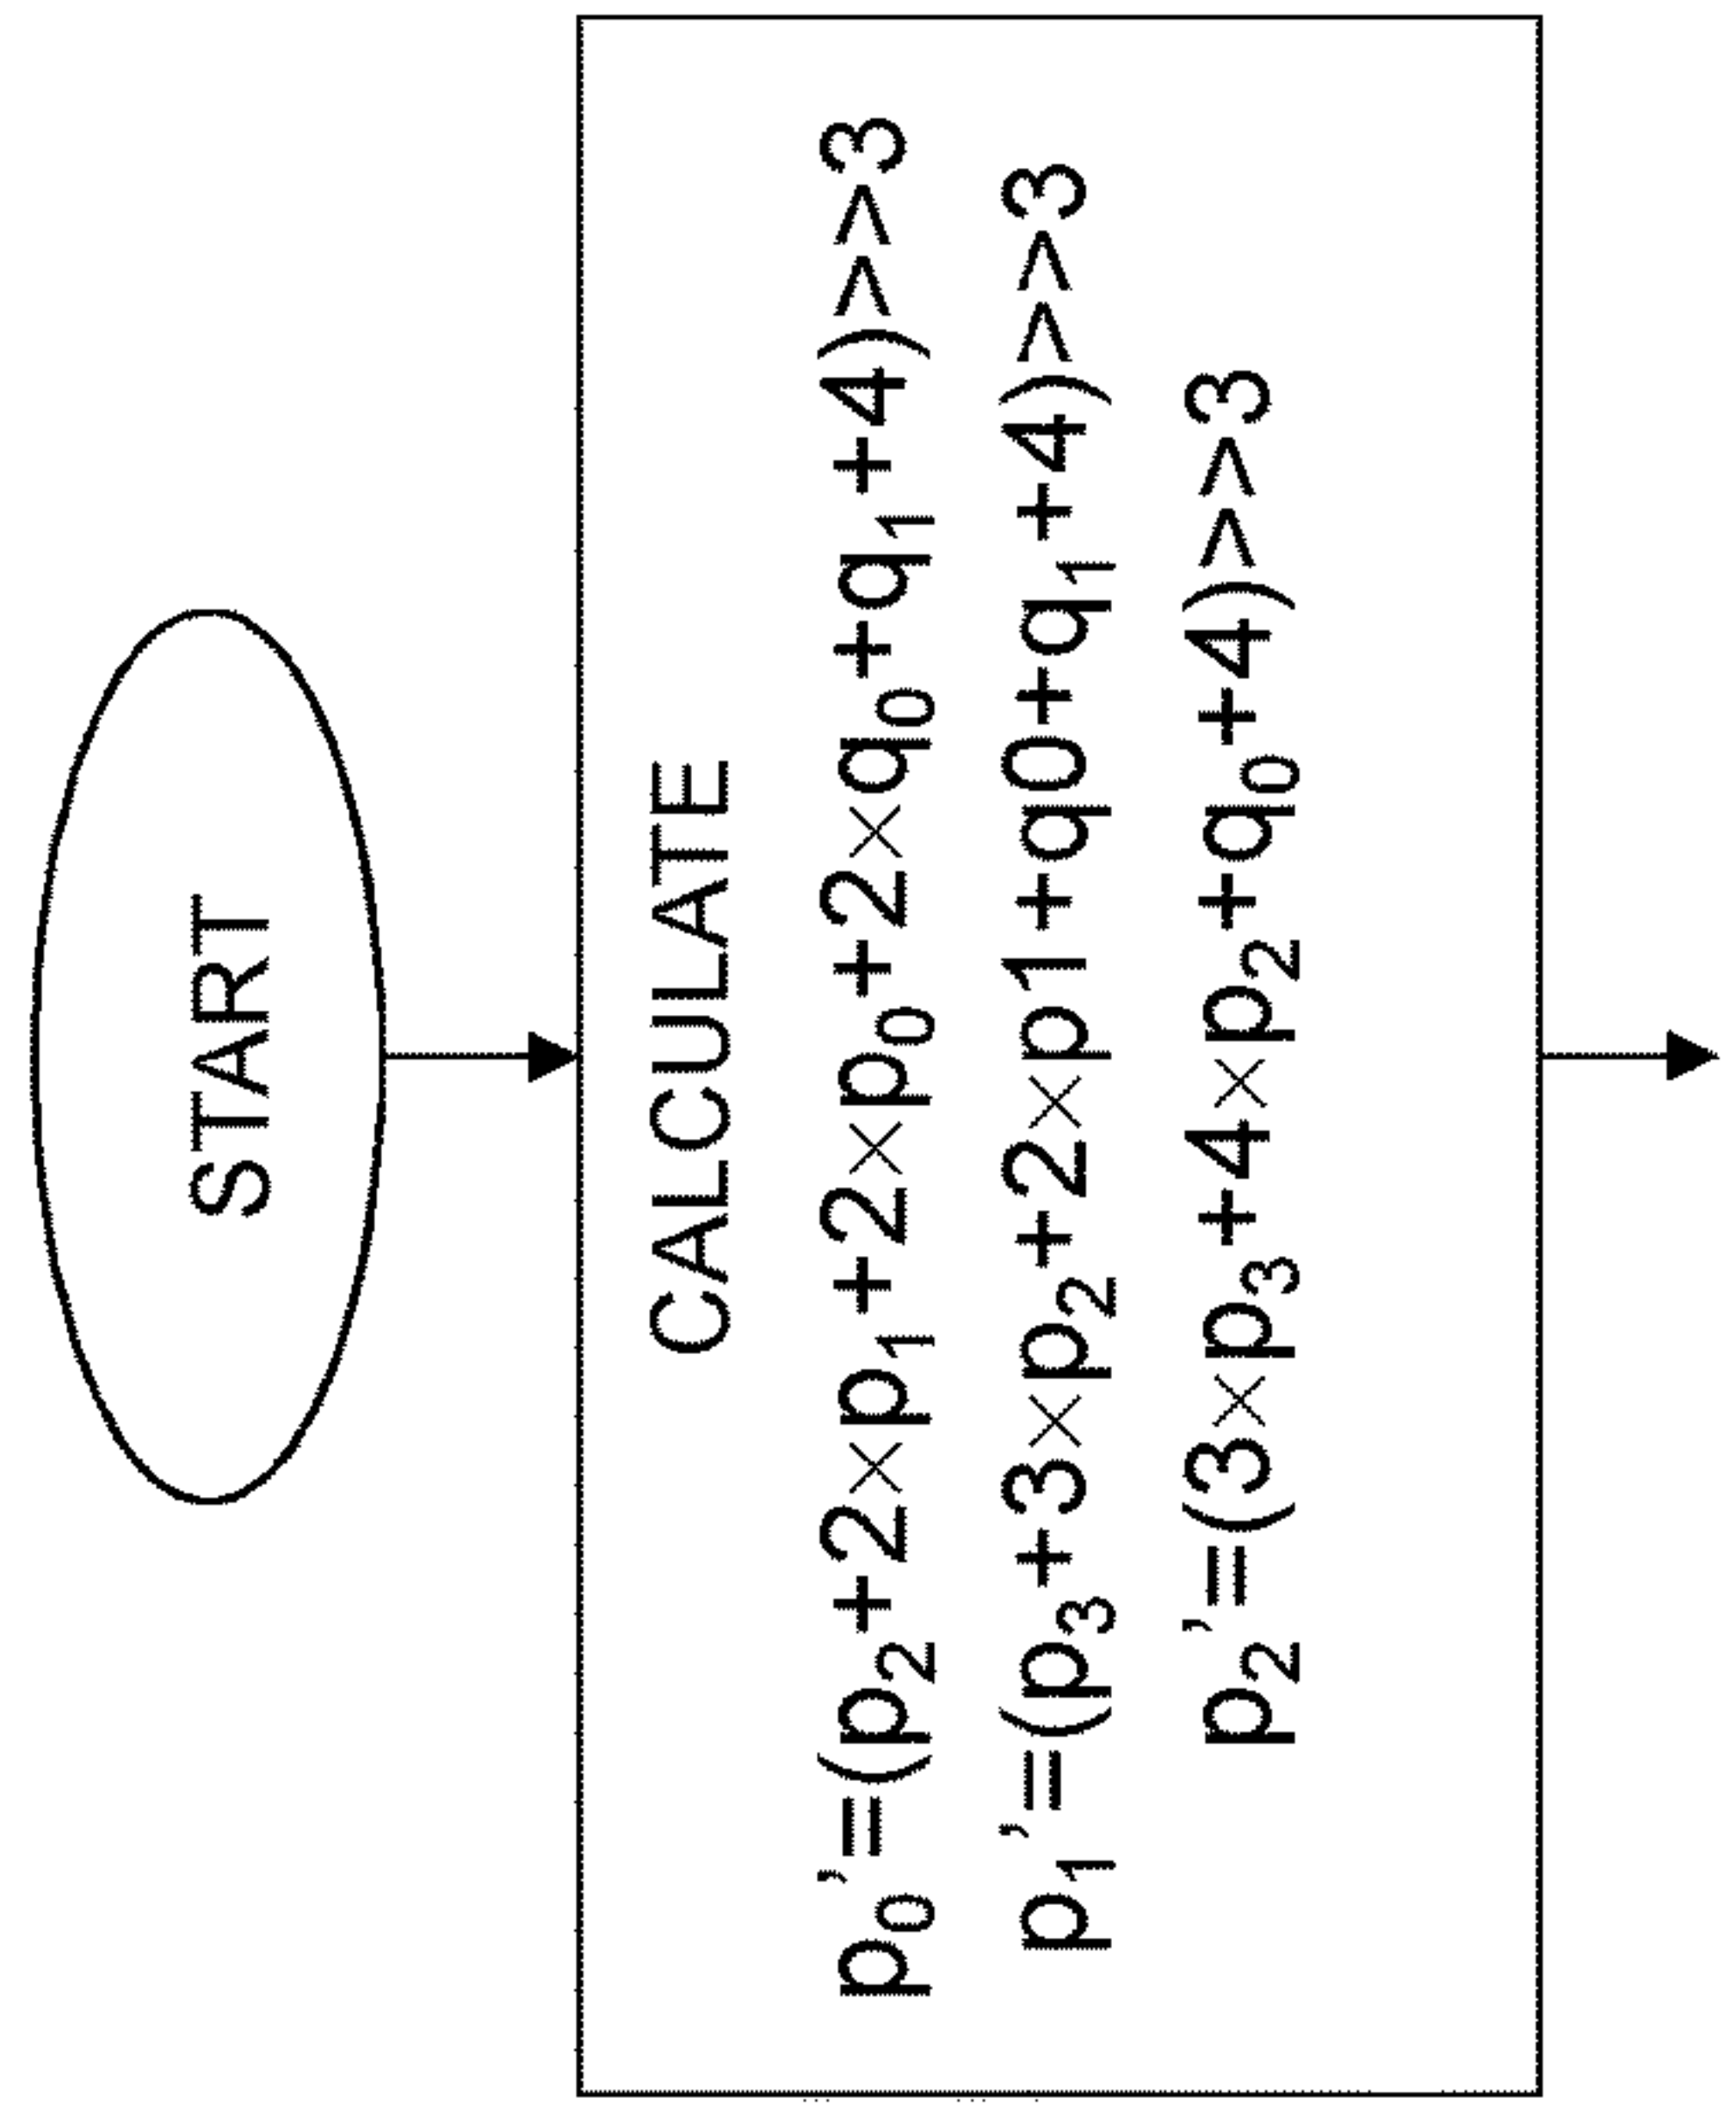 START
CALCULATE
p₀’=(p₂+2×p₁+2×p₀+2×q₀+q₁+4)>>3
p₁’=(p₃+3×p₂+2×p1+q0+q₁+4)>>3
p₂’=(3×p₃+4×p₂+q₀+4)>>3